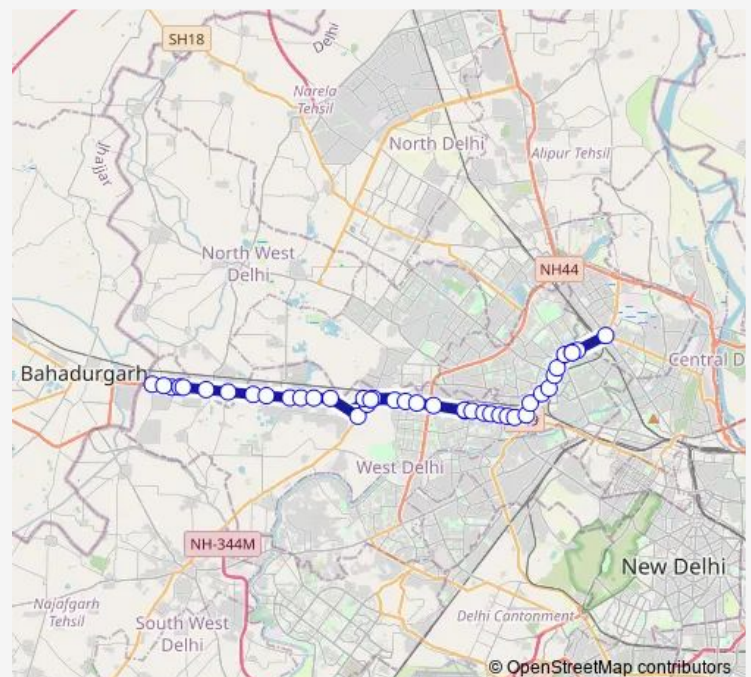 SH18
Delhi
Narela
Tehsil
North Delhi
Alipur Tehsil
Jhajjar
North West
Delhi
NH44
Bahadurgarh
Central D
West Delhi
NH-344M
New Delhi
Najafgarh
Tehsil
South West
Delhi
Delhi Cantonment
© OpenStreetMap contributors